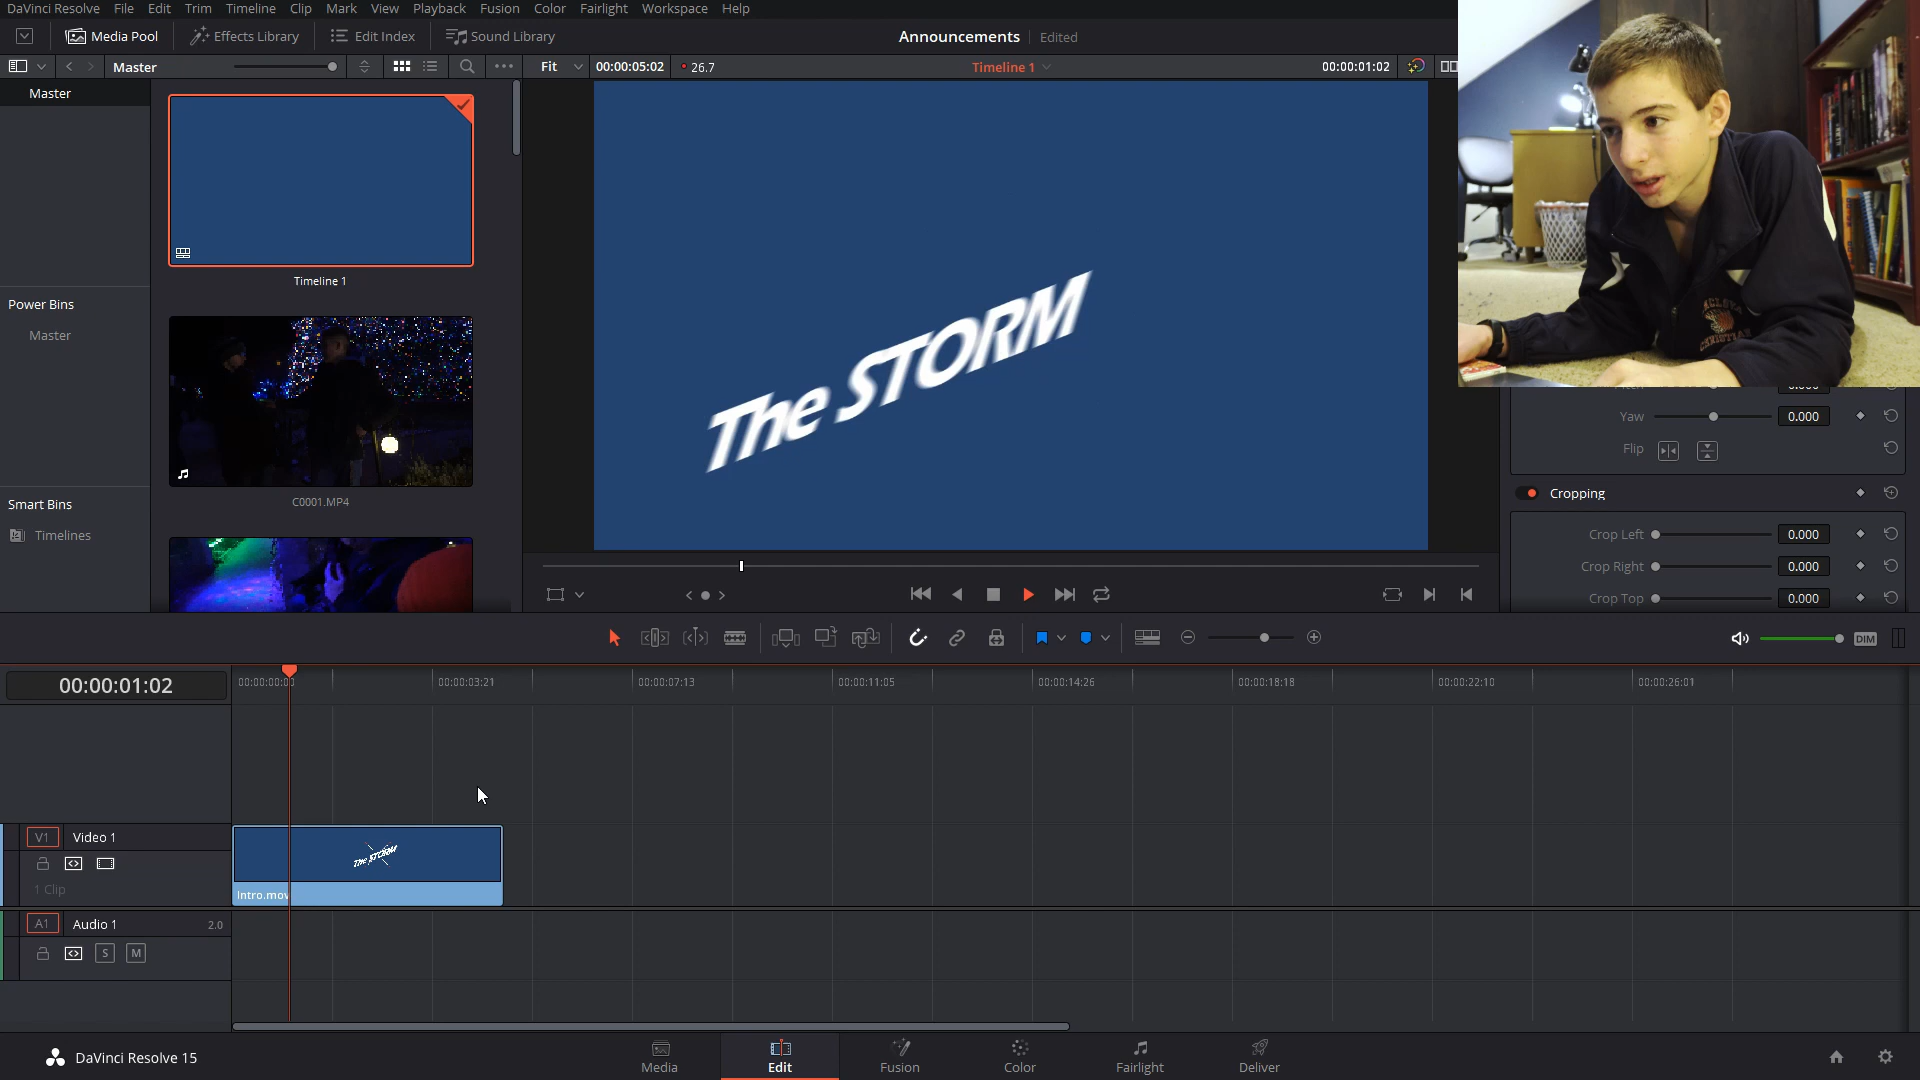 DaVinci Resolve File Edit Trim Timeline Clip Mark View Playback Fusion Color Fairlight Workspace Help
Media Pool Effects Library Edit Index Sound Library Announcements Edited
Master Fit 00:00:05:02 26.7 Timeline 1 00:00:01:02
Master
Timeline 1
Power Bins
Master
C0001.MP4
Smart Bins
Timelines
The STORM
CHRISTIAN
Yaw 0.000
Flip
Cropping
Crop Left 0.000
Crop Right 0.000
Crop Top 0.000
DIM
00:00:01:02 00:00:00:00 00:00:03:21 00:00:07:13 00:00:11:05 00:00:14:26 00:00:18:18 00:00:22:10 00:00:26:01
V1 Video 1
1 Clip
The STORM
Intro.mov
A1 Audio 1 2.0
S M
DaVinci Resolve 15
Media Edit Fusion Color Fairlight Deliver